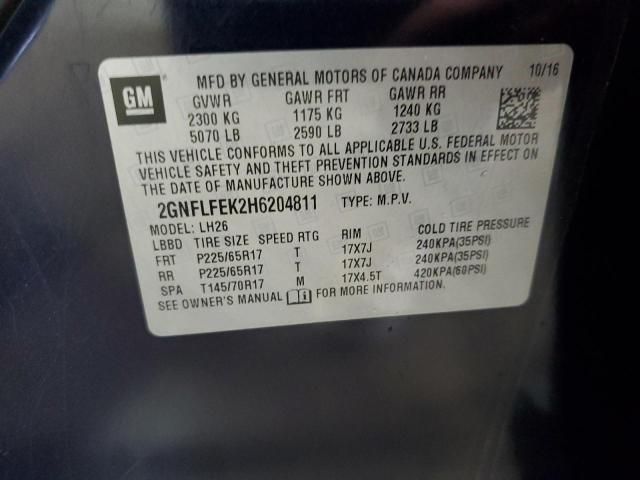 GM
MFD BY GENERAL MOTORS OF CANADA COMPANY 10/16
GVWR GAWR FRT GAWR RR
2300 KG 1175 KG 1240 KG
5070 LB 2590 LB 2733 LB
THIS VEHICLE CONFORMS TO ALL APPLICABLE U.S. FEDERAL MOTOR
VEHICLE SAFETY AND THEFT PREVENTION STANDARDS IN EFFECT ON
THE DATE OF MANUFACTURE SHOWN ABOVE.
2GNFLFEK2H6204811 TYPE: M.P.V.
MODEL: LH26
LBBD TIRE SIZE SPEED RTG RIM COLD TIRE PRESSURE
FRT P225/65R17 T 17X7J 240KPA(35PSI)
RR P225/65R17 T 17X7J 240KPA(35PSI)
SPA T145/70R17 M 17X4.5T 420KPA(60PSI)
SEE OWNER'S MANUAL FOR MORE INFORMATION.